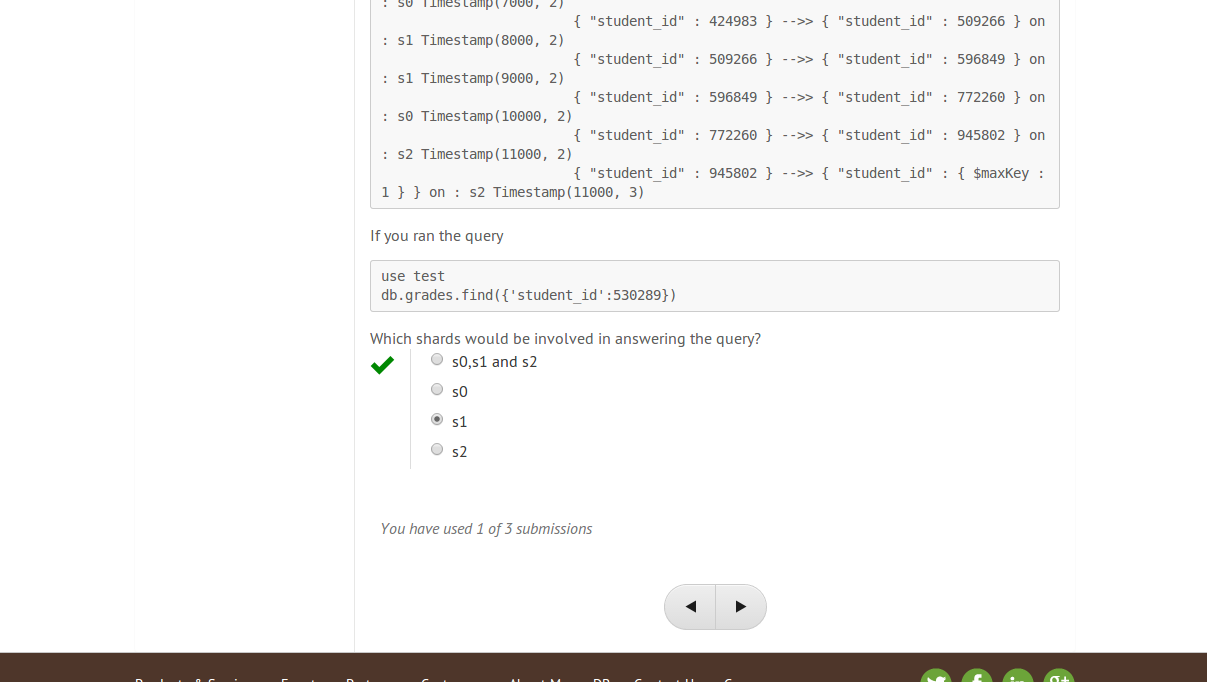 : s0 Timestamp(7000, 2)
{ "student_id" : 424983 } -->> { "student_id" : 509266 } on
: s1 Timestamp(8000, 2)
{ "student_id" : 509266 } -->> { "student_id" : 596849 } on
: s1 Timestamp(9000, 2)
{ "student_id" : 596849 } -->> { "student_id" : 772260 } on
: s0 Timestamp(10000, 2)
{ "student_id" : 772260 } -->> { "student_id" : 945802 } on
: s2 Timestamp(11000, 2)
{ "student_id" : 945802 } -->> { "student_id" : { $maxKey :
1 } } on : s2 Timestamp(11000, 3)
If you ran the query
use test
db.grades.find({'student_id':530289})
Which shards would be involved in answering the query?
s0,s1 and s2
s0
s1
s2
You have used 1 of 3 submissions